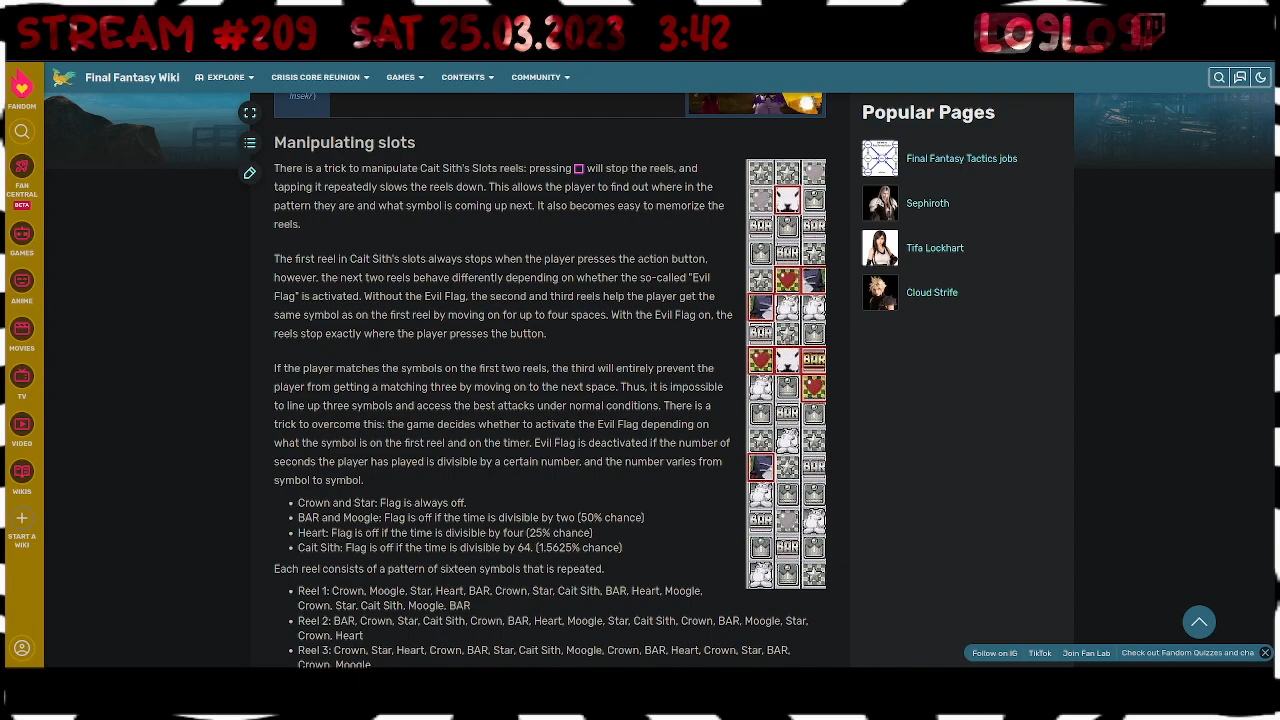 STREAM #209 SAT 25.03.2023 3:42 LO9LO9
Final Fantasy Wiki EXPLORE CRISIS CORE REUNION GAMES CONTENTS COMMUNITY
FANDOM
FAN
CENTRAL
BETA
GAMES
ANIME
MOVIES
TV
VIDEO
WIKIS
START A
WIKI
Insek/)
Manipulating slots
There is a trick to manipulate Cait Sith's Slots reels: pressing will stop the reels, and
tapping it repeatedly slows the reels down. This allows the player to find out where in the
pattern they are and what symbol is coming up next. It also becomes easy to memorize the
reels.
The first reel in Cait Sith's slots always stops when the player presses the action button,
however, the next two reels behave differently depending on whether the so-called "Evil
Flag" is activated. Without the Evil Flag, the second and third reels help the player get the
same symbol as on the first reel by moving on for up to four spaces. With the Evil Flag on, the
reels stop exactly where the player presses the button.
If the player matches the symbols on the first two reels, the third will entirely prevent the
player from getting a matching three by moving on to the next space. Thus, it is impossible
to line up three symbols and access the best attacks under normal conditions. There is a
trick to overcome this: the game decides whether to activate the Evil Flag depending on
what the symbol is on the first reel and on the timer. Evil Flag is deactivated if the number of
seconds the player has played is divisible by a certain number, and the number varies from
symbol to symbol.
• Crown and Star: Flag is always off.
• BAR and Moogle: Flag is off if the time is divisible by two (50% chance)
• Heart: Flag is off if the time is divisible by four (25% chance)
• Cait Sith: Flag is off if the time is divisible by 64. (1.5625% chance)
Each reel consists of a pattern of sixteen symbols that is repeated.
• Reel 1: Crown, Moogle, Star, Heart, BAR, Crown, Star, Cait Sith, BAR, Heart, Moogle,
Crown, Star, Cait Sith, Moogle, BAR
• Reel 2: BAR, Crown, Star, Cait Sith, Crown, BAR, Heart, Moogle, Star, Cait Sith, Crown, BAR, Moogle, Star,
Crown, Heart
• Reel 3: Crown, Star, Heart, Crown, BAR, Star, Cait Sith, Moogle, Crown, BAR, Heart, Crown, Star, BAR,
Crown, Moogle
BAR BAR
BAR
BAR
BAR
BAR
BAR
BAR
BAR
Popular Pages
Final Fantasy Tactics jobs
Sephiroth
Tifa Lockhart
Cloud Strife
Follow on IG TikTok Join Fan Lab Check out Fandom Quizzes and cha